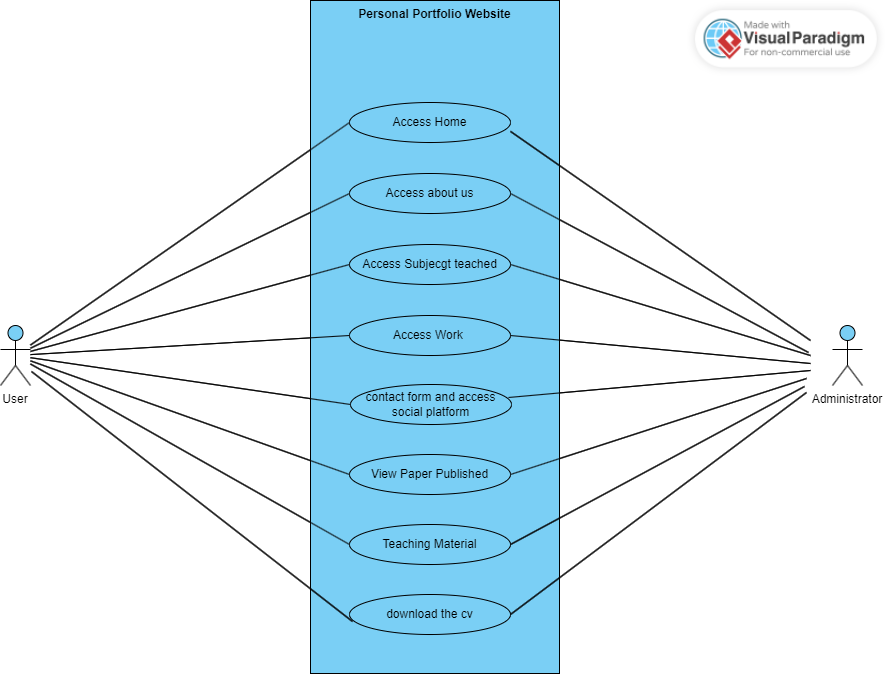 Personal Portfolio Website
Made with
Visual Paradigm
For non-commercial use
Access Home
Access about us
Access Subjecgt teached
Access Work
contact form and access
social platform
View Paper Published
Teaching Material
download the cv
User
Administrator